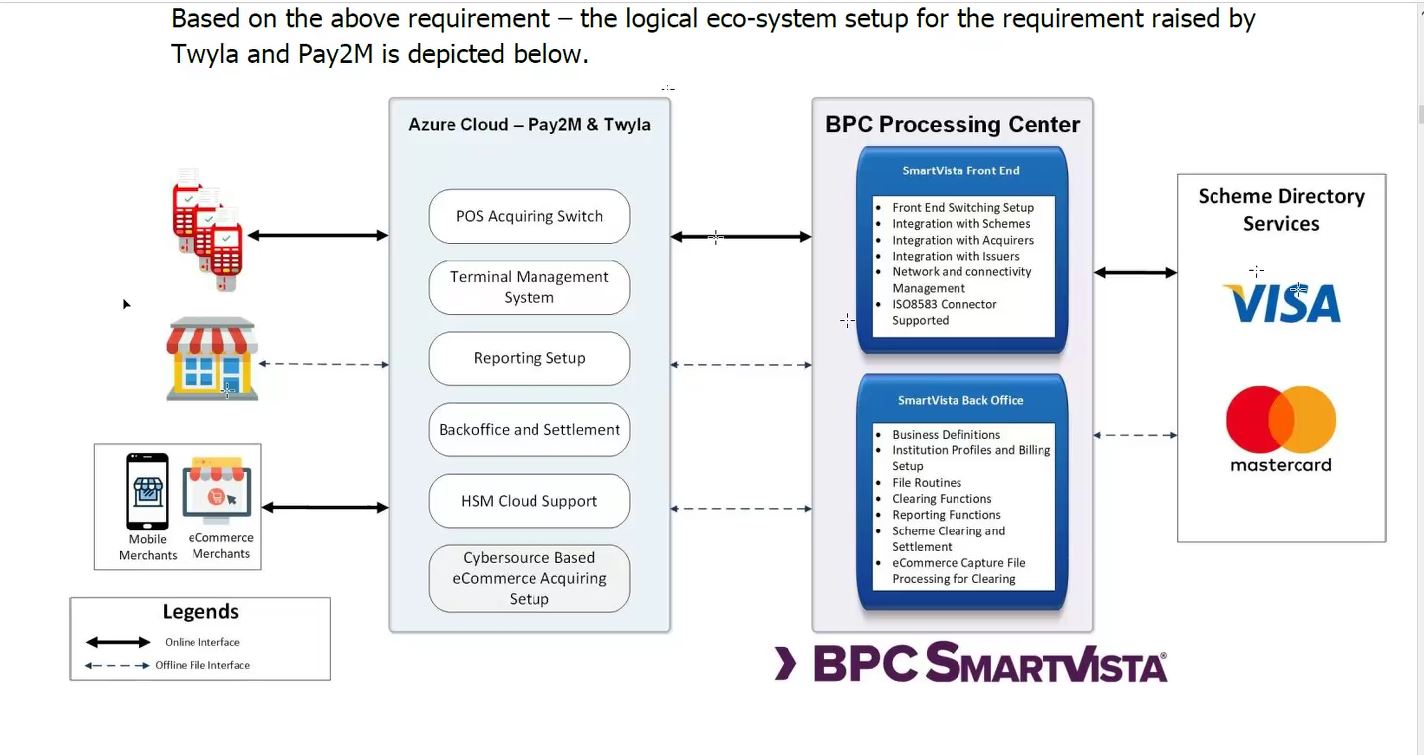 Based on the above requirement – the logical eco-system setup for the requirement raised by
Twyla and Pay2M is depicted below.
Azure Cloud – Pay2M & Twyla
POS Acquiring Switch
Terminal Management
System
Reporting Setup
Backoffice and Settlement
HSM Cloud Support
Cybersource Based
eCommerce Acquiring
Setup
BPC Processing Center
SmartVista Front End
• Front End Switching Setup
• Integration with Schemes
• Integration with Acquirers
• Integration with Issuers
• Network and connectivity
Management
• ISO8583 Connector
Supported
SmartVista Back Office
• Business Definitions
• Institution Profiles and Billing
Setup
• File Routines
• Clearing Functions
• Reporting Functions
• Scheme Clearing and
Settlement
• eCommerce Capture File
Processing for Clearing
Scheme Directory
Services
VISA
mastercard
Mobile
Merchants
eCommerce
Merchants
Legends
Online Interface
Offline File Interface
BPC SMARTVISTA®